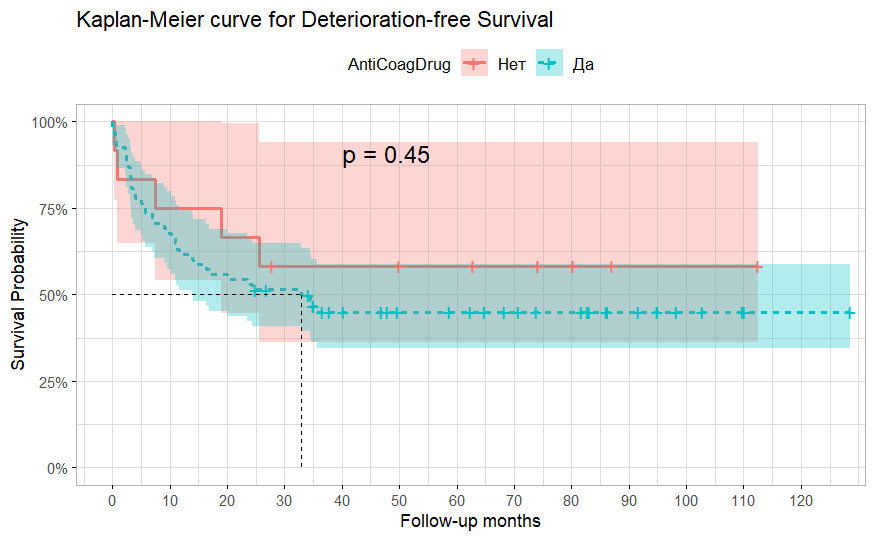 Kaplan-Meier curve for Deterioration-free Survival
AntiCoagDrug Нет Да
p = 0.45
Survival Probability
100%
75%
50%
25%
0%
0 10 20 30 40 50 60 70 80 90 100 110 120
Follow-up months